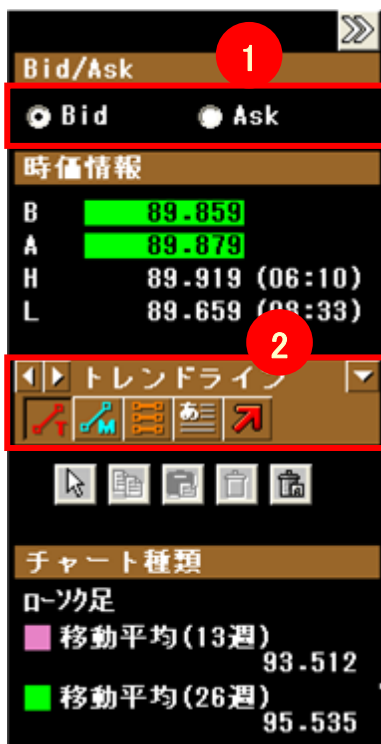 Bid/Ask
1
Bid Ask
時価情報
B 89.859
A 89.879
H 89.919 (06:10)
L 89.659 (08:33)
2
トレンドライン
T M あ
チャート種類
ローソク足
移動平均(13週)
93.512
移動平均(26週)
95.535